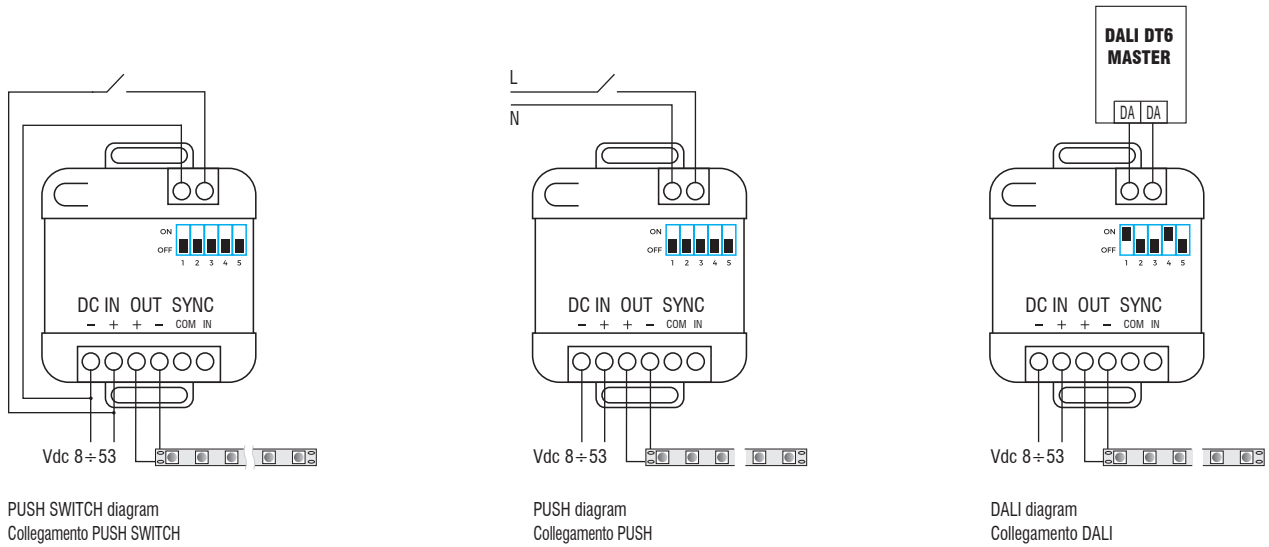 DALI DT6
MASTER
DA DA
L
N
ON
OFF
1 2 3 4 5
DC IN OUT SYNC
– + + – COM IN
Vdc 8÷53
PUSH SWITCH diagram
Collegamento PUSH SWITCH
ON
OFF
1 2 3 4 5
DC IN OUT SYNC
– + + – COM IN
Vdc 8÷53
PUSH diagram
Collegamento PUSH
ON
OFF
1 2 3 4 5
DC IN OUT SYNC
– + + – COM IN
Vdc 8÷53
DALI diagram
Collegamento DALI